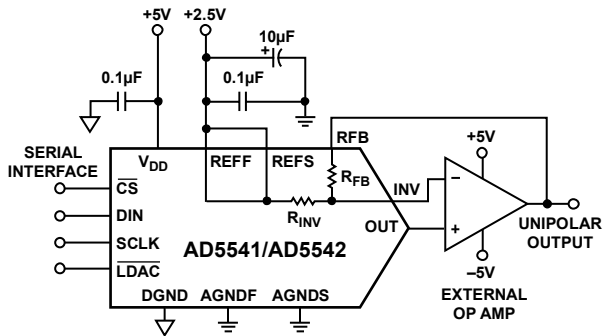 +5V
+2.5V
10µF
+
0.1µF
0.1µF
RFB
SERIAL
INTERFACE
VDD
REFF
REFS
+5V
CS
RFB
INV
–
RINV
DIN
OUT
+
UNIPOLAR
OUTPUT
SCLK
AD5541/AD5542
LDAC
–5V
DGND
AGNDF
AGNDS
EXTERNAL
OP AMP